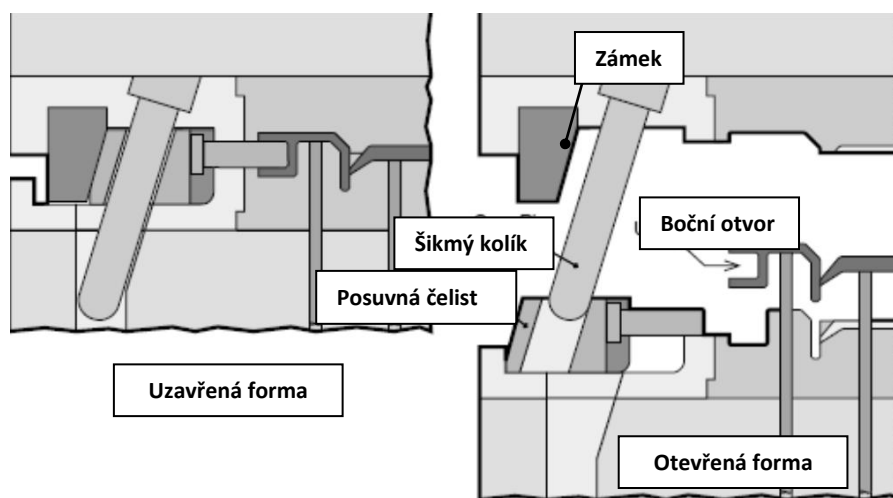 Zámek
Boční otvor
Šikmý kolík
Posuvná čelist
Uzavřená forma
Otevřená forma